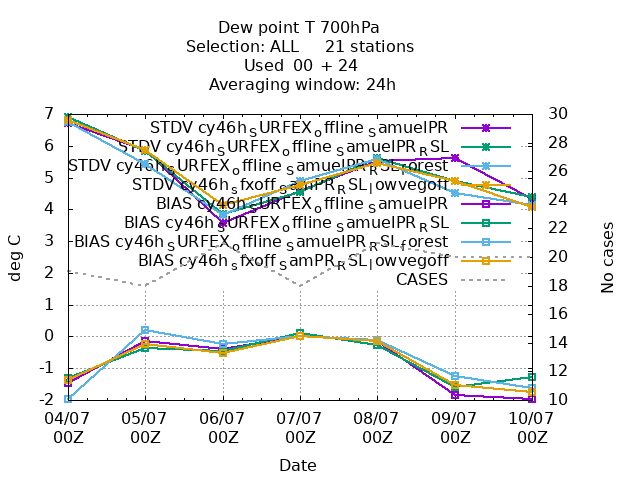 Dew point T 700hPa
Selection: ALL 21 stations
Used 00 + 24
Averaging window: 24h
STDV cy46h_SURFEX_offline_SamuelPR
STDV cy46h_SURFEX_offline_SamuelPR_RSL
STDV cy46h_SURFEX_offline_SamuelPR_RSL_forest
STDV cy46h_sfxoff_SamPR_RSL_lowvegoff
BIAS cy46h_SURFEX_offline_SamuelPR
BIAS cy46h_SURFEX_offline_SamuelPR_RSL
BIAS cy46h_SURFEX_offline_SamuelPR_RSL_forest
BIAS cy46h_sfxoff_SamPR_RSL_lowvegoff
CASES
7
6
5
4
3
2
1
0
-1
-2
deg C
30
28
26
24
22
20
18
16
14
12
10
No cases
04/07 05/07 06/07 07/07 08/07 09/07 10/07
00Z 00Z 00Z 00Z 00Z 00Z 00Z
Date